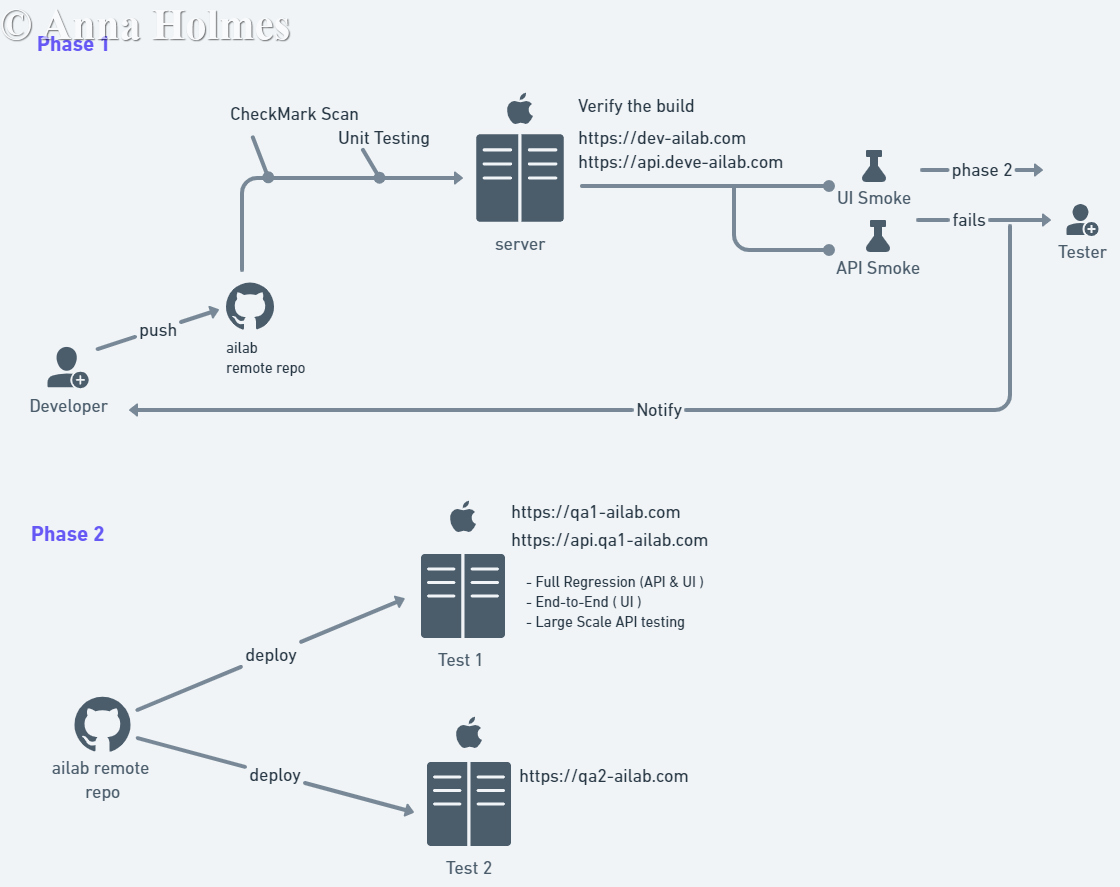 © Anna Holmes
Phase 1
CheckMark Scan
Unit Testing
Verify the build
https://dev-ailab.com
https://api.deve-ailab.com
server
UI Smoke
phase 2
API Smoke
fails
Tester
push
ailab
remote repo
Developer
Notify
Phase 2
https://qa1-ailab.com
https://api.qa1-ailab.com
- Full Regression (API & UI )
- End-to-End ( UI )
- Large Scale API testing
Test 1
deploy
ailab remote
repo
deploy
https://qa2-ailab.com
Test 2